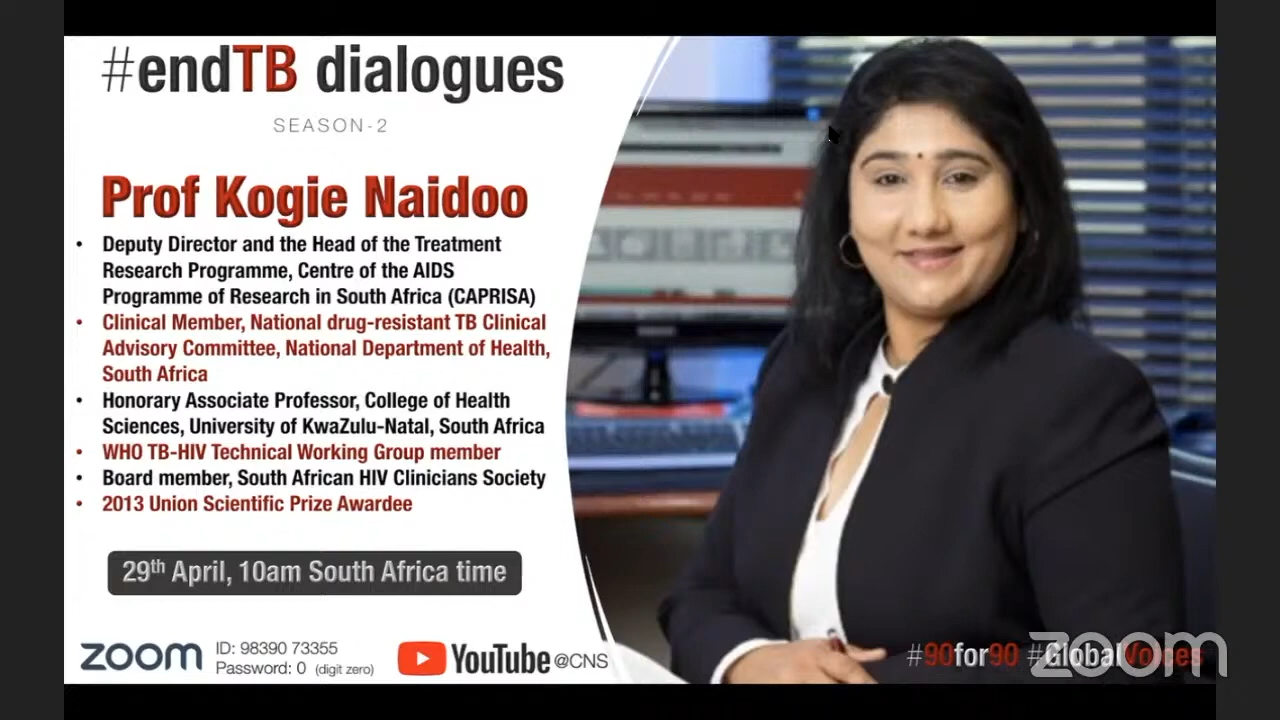 #endTB dialogues
SEASON-2
Prof Kogie Naidoo
• Deputy Director and the Head of the Treatment
Research Programme, Centre of the AIDS
Programme of Research in South Africa (CAPRISA)
• Clinical Member, National drug-resistant TB Clinical
Advisory Committee, National Department of Health,
South Africa
• Honorary Associate Professor, College of Health
Sciences, University of KwaZulu-Natal, South Africa
• WHO TB-HIV Technical Working Group member
• Board member, South African HIV Clinicians Society
• 2013 Union Scientific Prize Awardee
29th April, 10am South Africa time
zoom
ID: 98390 73355
Password: 0 (digit zero)
YouTube @CNS
#90for90 #GlobalVoices
zoom